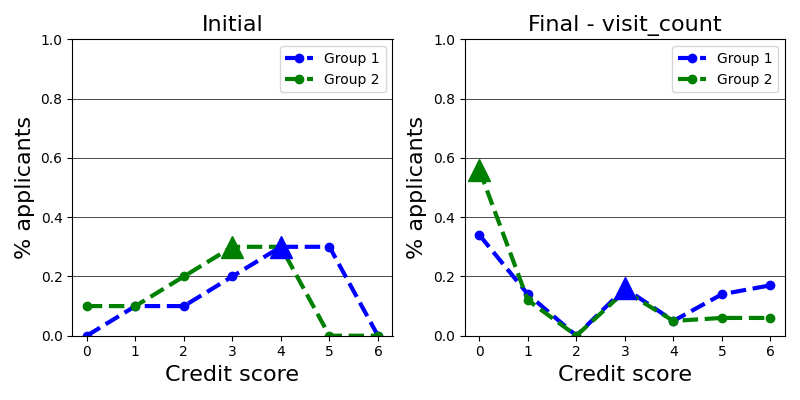 Initial
% applicants
1.0
0.8
0.6
0.4
0.2
0.0
Group 1
Group 2
0 1 2 3 4 5 6
Credit score
Final - visit_count
% applicants
1.0
0.8
0.6
0.4
0.2
0.0
Group 1
Group 2
0 1 2 3 4 5 6
Credit score